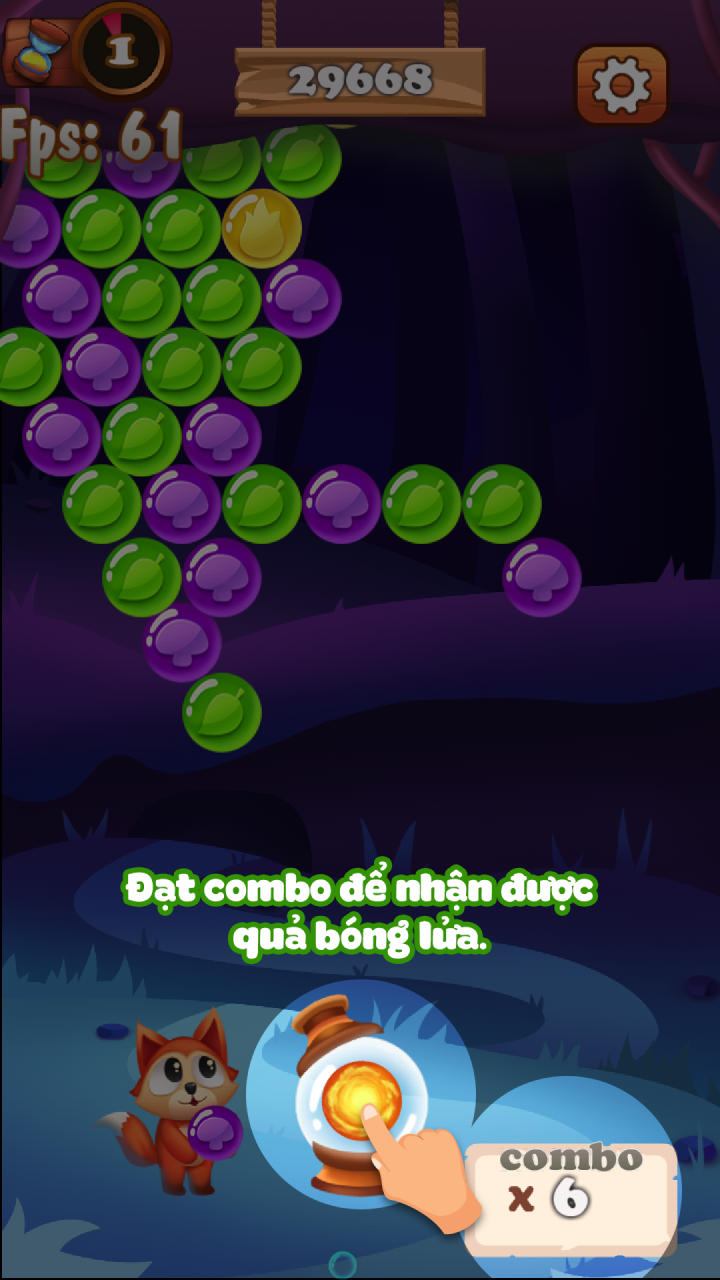 1
29668
Fps: 61
Đạt combo để nhận được
quả bóng lửa.
combo
x 6